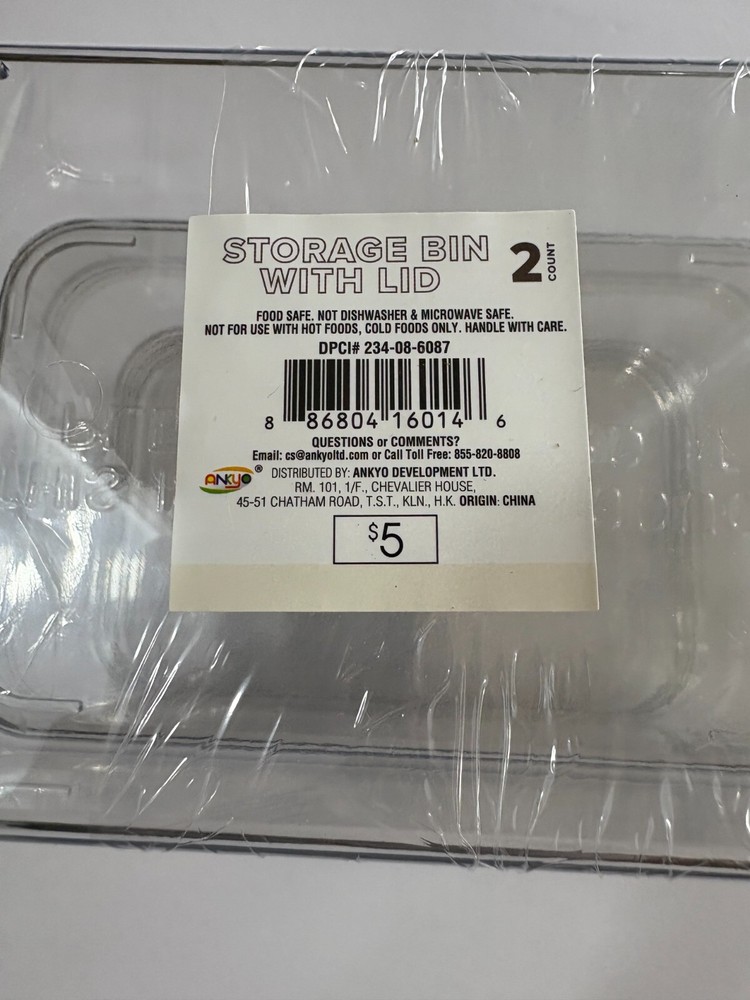 STORAGE BIN
WITH LID
2
COUNT
FOOD SAFE. NOT DISHWASHER & MICROWAVE SAFE.
NOT FOR USE WITH HOT FOODS, COLD FOODS ONLY. HANDLE WITH CARE.
DPCI# 234-08-6087
8 86804 16014 6
QUESTIONS or COMMENTS?
Email: cs@ankyoltd.com or Call Toll Free: 855-820-8808
ANKYO®
DISTRIBUTED BY: ANKYO DEVELOPMENT LTD.
RM. 101, 1/F., CHEVALIER HOUSE,
45-51 CHATHAM ROAD, T.S.T., KLN., H.K. ORIGIN: CHINA
$5